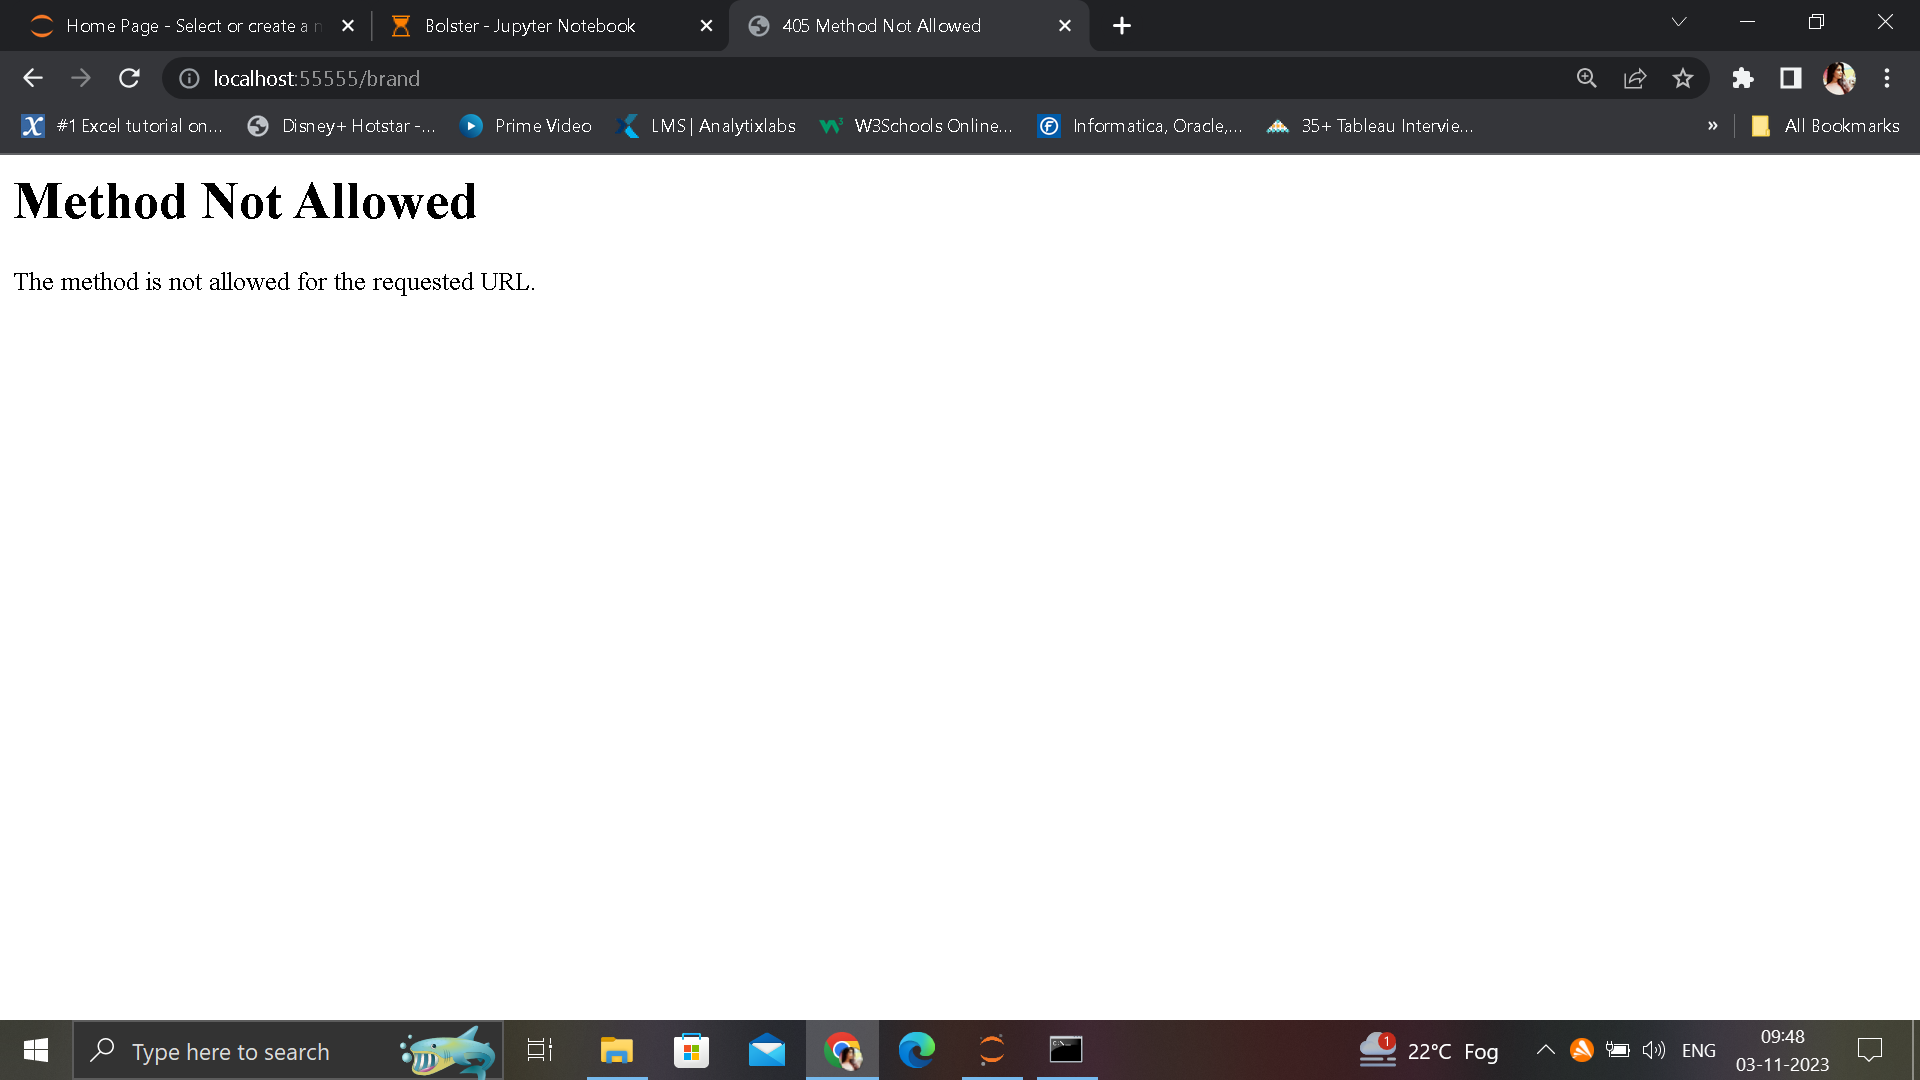 Home Page - Select or create a n
Bolster - Jupyter Notebook
405 Method Not Allowed
localhost:55555/brand
#1 Excel tutorial on...
Disney+ Hotstar -...
Prime Video
LMS | Analytixlabs
W3Schools Online...
Informatica, Oracle,...
35+ Tableau Intervie...
»
All Bookmarks
Method Not Allowed
The method is not allowed for the requested URL.
Type here to search
1
22°C Fog
ENG
09:48
03-11-2023